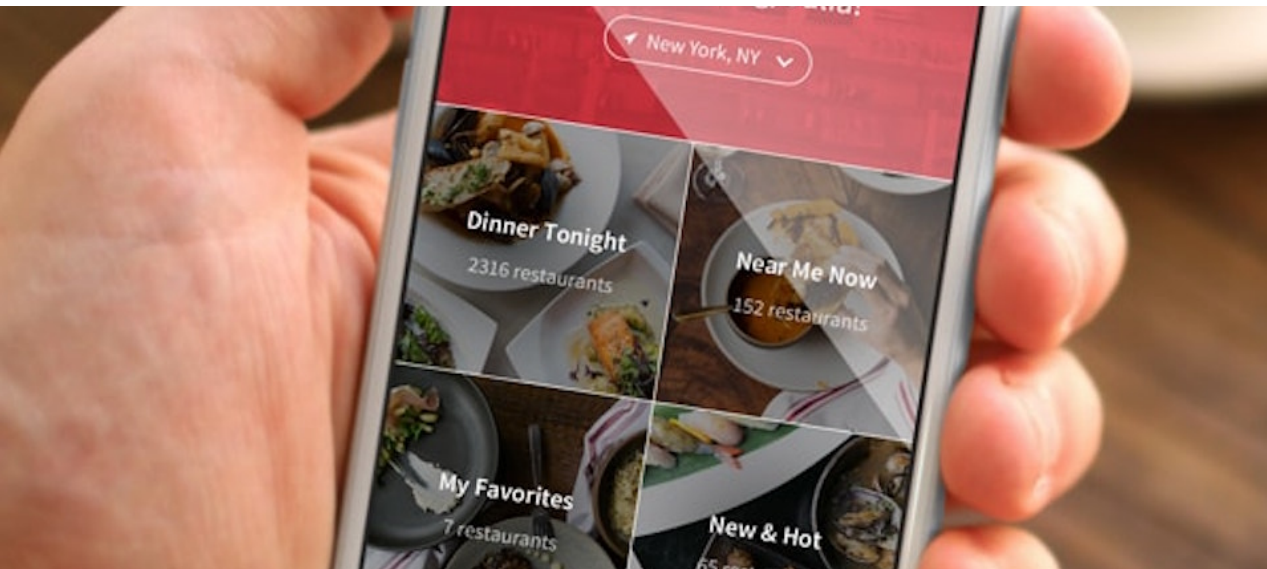 New York, NY
Dinner Tonight
2316 restaurants
Near Me Now
152 restaurants
My Favorites
7 restaurants
New & Hot